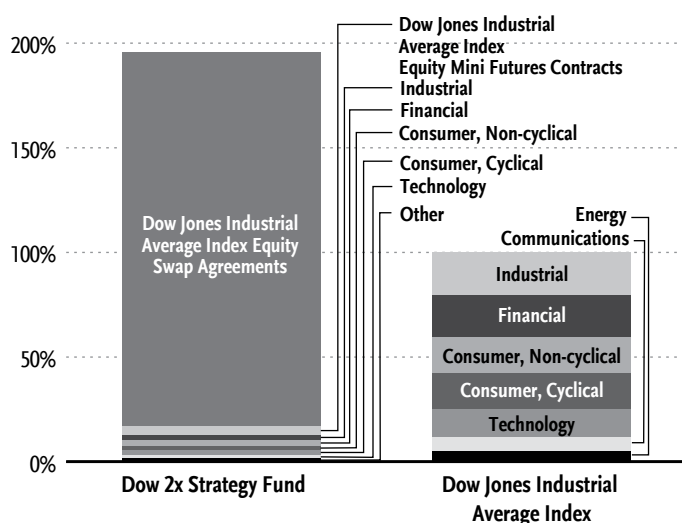 200%
150%
100%
50%
0%
Dow Jones Industrial
Average Index
Equity Mini Futures Contracts
Industrial
Financial
Consumer, Non-cyclical
Consumer, Cyclical
Technology
Other
Energy
Communications
Dow Jones Industrial
Average Index Equity
Swap Agreements
Industrial
Financial
Consumer, Non-cyclical
Consumer, Cyclical
Technology
Dow 2x Strategy Fund
Dow Jones Industrial
Average Index